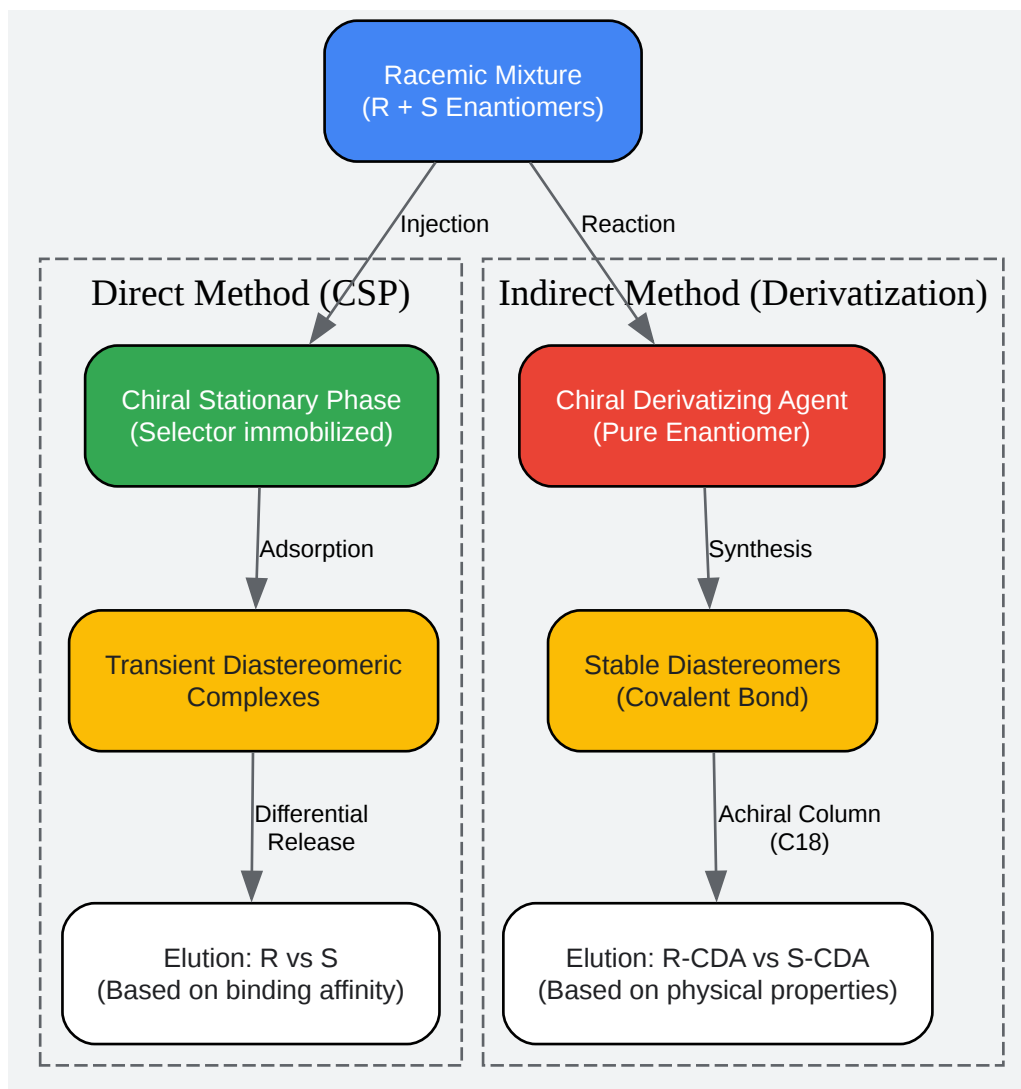 Racemic Mixture
(R + S Enantiomers)
Injection
Reaction
Direct Method (CSP)
Indirect Method (Derivatization)
Chiral Stationary Phase
(Selector immobilized)
Chiral Derivatizing Agent
(Pure Enantiomer)
Adsorption
Synthesis
Transient Diastereomeric
Complexes
Stable Diastereomers
(Covalent Bond)
Differential
Release
Achiral Column
(C18)
Elution: R vs S
(Based on binding affinity)
Elution: R-CDA vs S-CDA
(Based on physical properties)